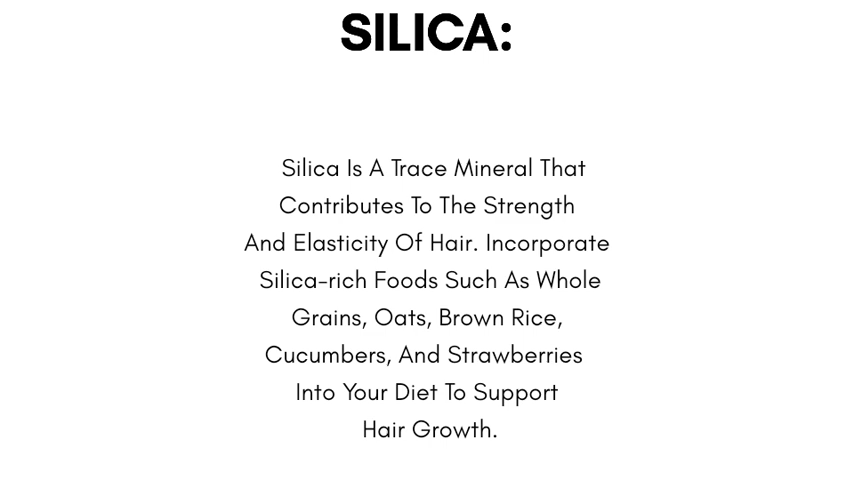 SILICA:
Silica Is A Trace Mineral That
Contributes To The Strength
And Elasticity Of Hair. Incorporate
Silica-rich Foods Such As Whole
Grains, Oats, Brown Rice,
Cucumbers, And Strawberries
Into Your Diet To Support
Hair Growth.